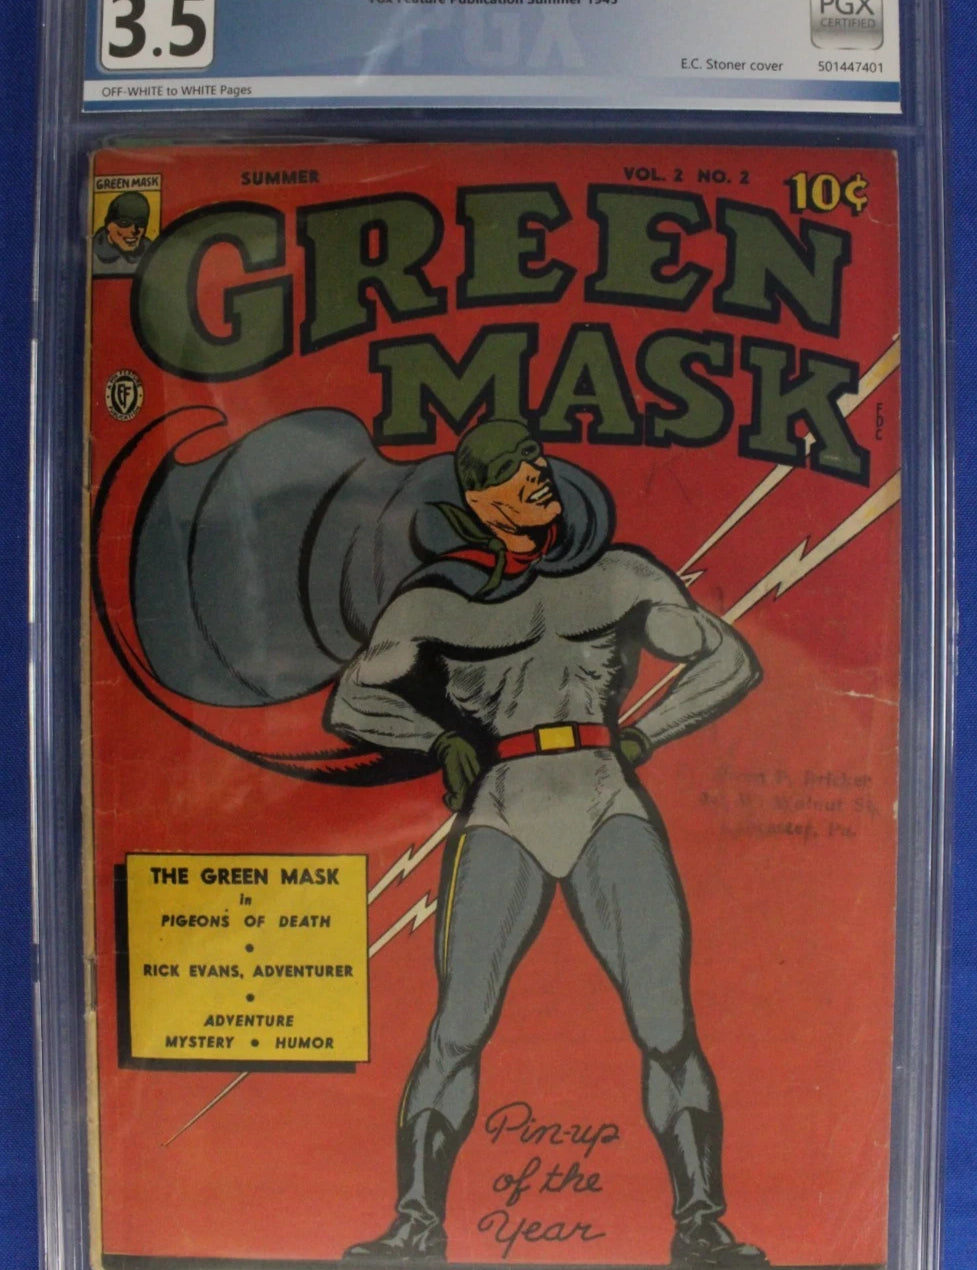 3.5
PGX
CERTIFIED
E.C. Stoner cover 501447401
OFF-WHITE to WHITE Pages
GREEN MASK
SUMMER
VOL. 2 NO. 2
10¢
GREEN
MASK
F
D
C
THE GREEN MASK
In
PIGEONS OF DEATH
RICK EVANS, ADVENTURER
ADVENTURE
MYSTERY • HUMOR
Pin-up
of the
Year